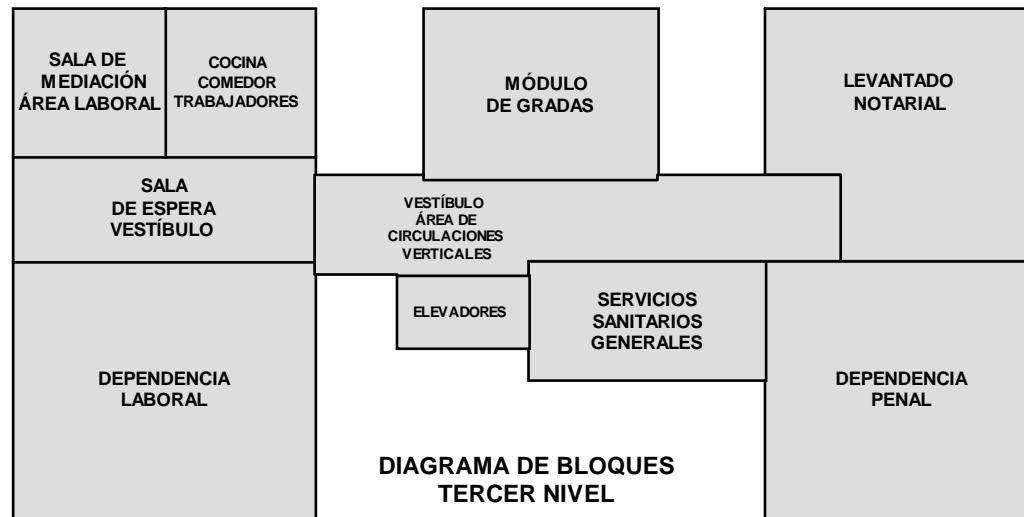 SALA DE
MEDIACIÓN
ÁREA LABORAL
COCINA
COMEDOR
TRABAJADORES
MÓDULO
DE GRADAS
LEVANTADO
NOTARIAL
SALA
DE ESPERA
VESTÍBULO
VESTÍBULO
ÁREA DE
CIRCULACIONES
VERTICALES
ELEVADORES
SERVICIOS
SANITARIOS
GENERALES
DEPENDENCIA
LABORAL
DEPENDENCIA
PENAL
DIAGRAMA DE BLOQUES
TERCER NIVEL